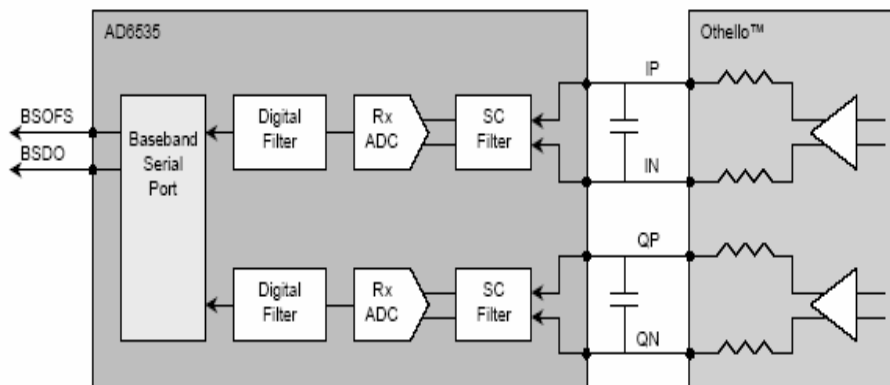 AD6535
Othello™
IP
BSOFS
BSDO
Baseband
Serial
Port
Digital
Filter
Rx
ADC
SC
Filter
IN
QP
Digital
Filter
Rx
ADC
SC
Filter
QN